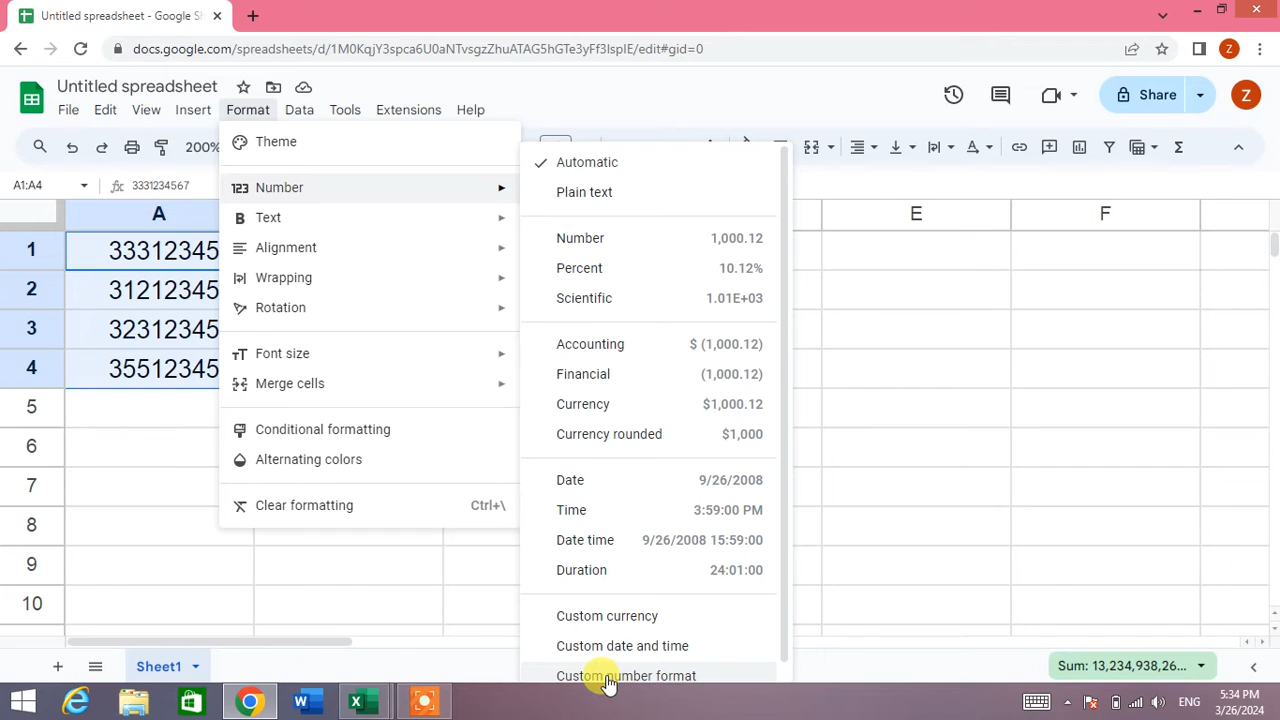 Untitled spreadsheet - Google Sh
docs.google.com/spreadsheets/d/1M0KqjY3spca6U0aNTvsgzZhuATAG5hGTe3yFf3IspIE/edit#gid=0
Z
Untitled spreadsheet
File Edit View Insert Format Data Tools Extensions Help
Share
Z
200%
A1:A4
3331234567
Theme
123 Number
B Text
Alignment
Wrapping
Rotation
Font size
Merge cells
Conditional formatting
Alternating colors
Clear formatting Ctrl+\
Automatic
Plain text
Number 1,000.12
Percent 10.12%
Scientific 1.01E+03
Accounting $ (1,000.12)
Financial (1,000.12)
Currency $1,000.12
Currency rounded $1,000
Date 9/26/2008
Time 3:59:00 PM
Date time 9/26/2008 15:59:00
Duration 24:01:00
Custom currency
Custom date and time
Custom number format
A E F
1 33312345
2 31212345
3 32312345
4 35512345
5
6
7
8
9
10
Sheet1
Sum: 13,234,938,26...
ENG
5:34 PM
3/26/2024